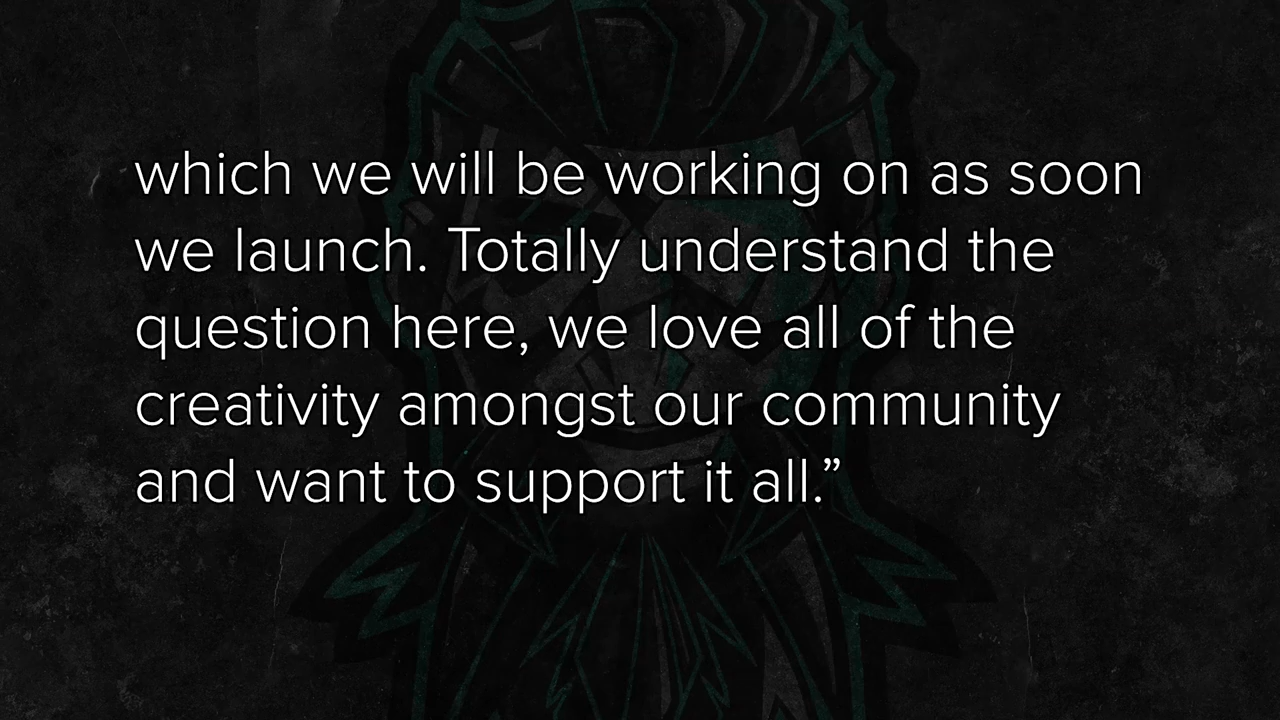 which we will be working on as soon
we launch. Totally understand the
question here, we love all of the
creativity amongst our community
and want to support it all.”